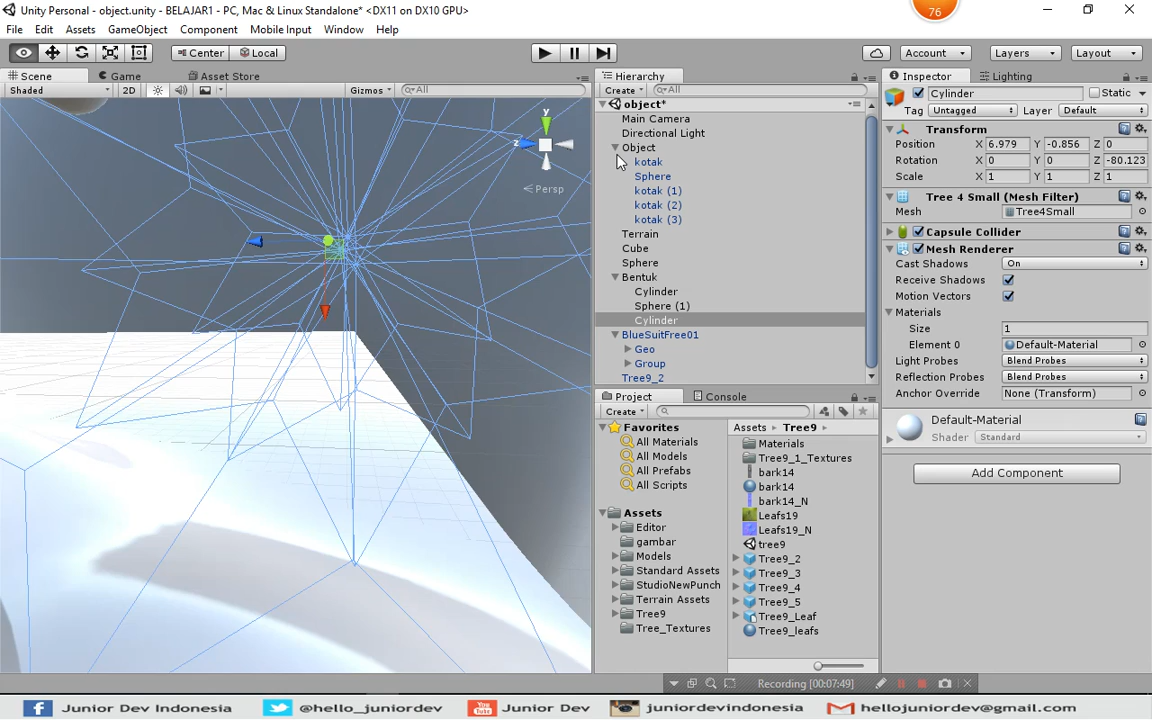 Unity Personal - object.unity - BELAJAR1 - PC, Mac & Linux Standalone* <DX11 on DX10 GPU>
76
File Edit Assets GameObject Component Mobile Input Window Help
Center Local Account Layers Layout
Scene Game Asset Store
Shaded 2D Gizmos All
y
z
Persp
Hierarchy
Create All
object*
Main Camera
Directional Light
Object
kotak
Sphere
kotak (1)
kotak (2)
kotak (3)
Terrain
Cube
Sphere
Bentuk
Cylinder
Sphere (1)
Cylinder
BlueSuitFree01
Geo
Group
Tree9_2
Project Console
Create
Favorites
All Materials
All Models
All Prefabs
All Scripts
Assets
Editor
gambar
Models
Standard Assets
StudioNewPunch
Terrain Assets
Tree9
Tree_Textures
Assets Tree9
Materials
Tree9_1_Textures
bark14
bark14
bark14_N
Leafs19
Leafs19_N
tree9
Tree9_2
Tree9_3
Tree9_4
Tree9_5
Tree9_Leaf
Tree9_leafs
Inspector Lighting
Cylinder Static
Tag Untagged Layer Default
Transform
Position X 6.979 Y -0.856 Z 0
Rotation X 0 Y 0 Z -80.123
Scale X 1 Y 1 Z 1
Tree 4 Small (Mesh Filter)
Mesh Tree4Small
Capsule Collider
Mesh Renderer
Cast Shadows On
Receive Shadows
Motion Vectors
Materials
Size 1
Element 0 Default-Material
Light Probes Blend Probes
Reflection Probes Blend Probes
Anchor Override None (Transform)
Default-Material
Shader Standard
Add Component
Recording [00:07:49]
Junior Dev Indonesia @hello_juniordev You Tube Junior Dev juniordevindonesia hellojuniordev@gmail.com